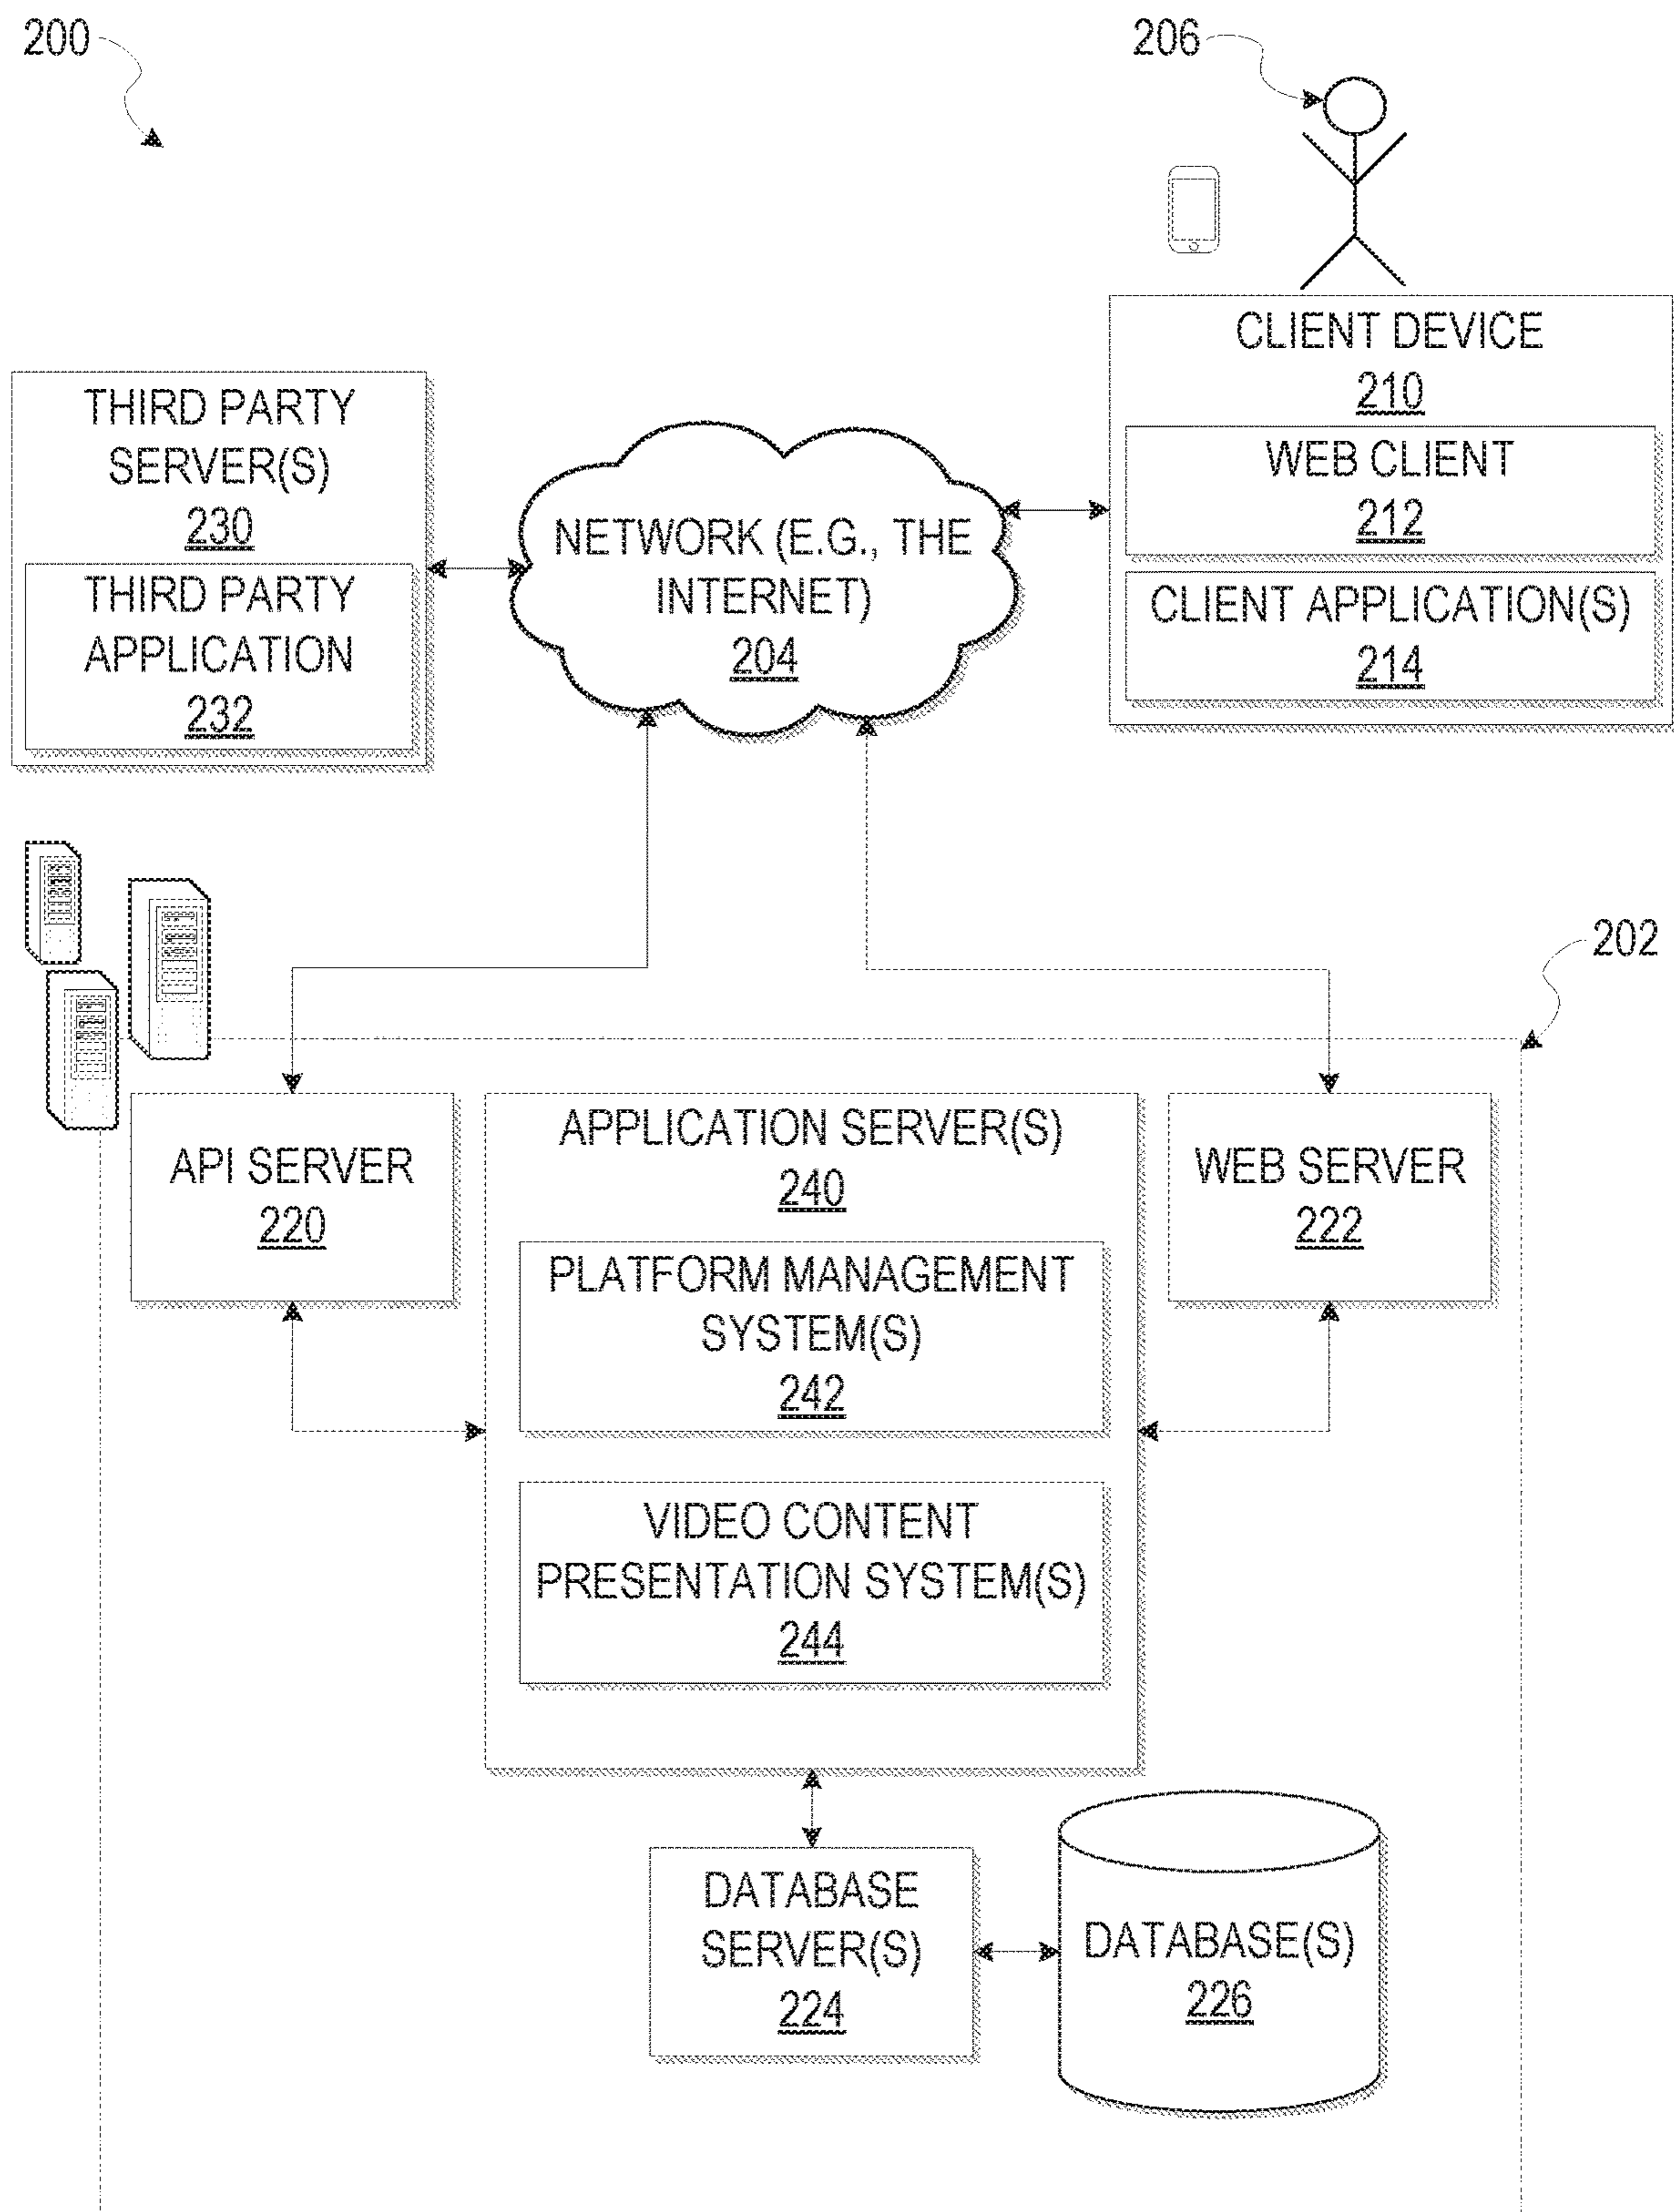 200
206
CLIENT DEVICE
210
WEB CLIENT
212
CLIENT APPLICATION(S)
214
THIRD PARTY
SERVER(S)
230
THIRD PARTY
APPLICATION
232
NETWORK (E.G., THE
INTERNET)
204
202
API SERVER
220
APPLICATION SERVER(S)
240
PLATFORM MANAGEMENT
SYSTEM(S)
242
VIDEO CONTENT
PRESENTATION SYSTEM(S)
244
WEB SERVER
222
DATABASE
SERVER(S)
224
DATABASE(S)
226